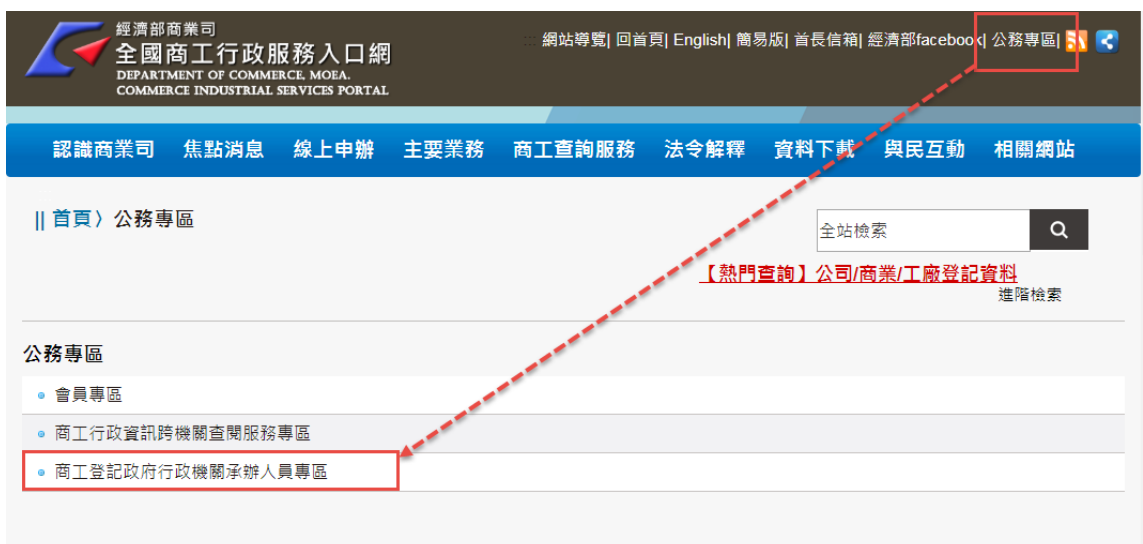 經濟部商業司
全國商工行政服務入口網
DEPARTMENT OF COMMERCE, MOEA.
COMMERCE INDUSTRIAL SERVICES PORTAL
::: 網站導覽| 回首頁| English| 簡易版| 首長信箱| 經濟部facebook| 公務專區|
認識商業司 焦點消息 線上申辦 主要業務 商工查詢服務 法令解釋 資料下載 與民互動 相關網站
|| 首頁〉公務專區
全站檢索
【熱門查詢】公司/商業/工廠登記資料
進階檢索
公務專區
會員專區
商工行政資訊跨機關查閱服務專區
商工登記政府行政機關承辦人員專區